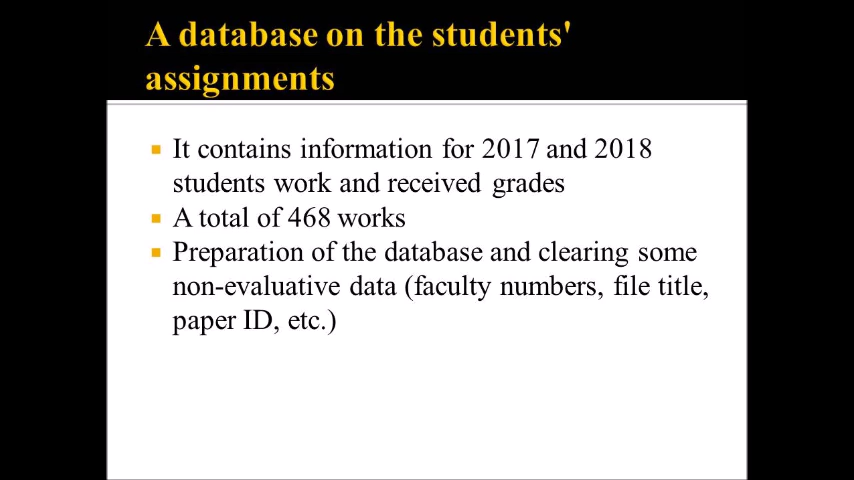 A database on the students'
assignments
It contains information for 2017 and 2018
students work and received grades
A total of 468 works
Preparation of the database and clearing some
non-evaluative data (faculty numbers, file title,
paper ID, etc.)